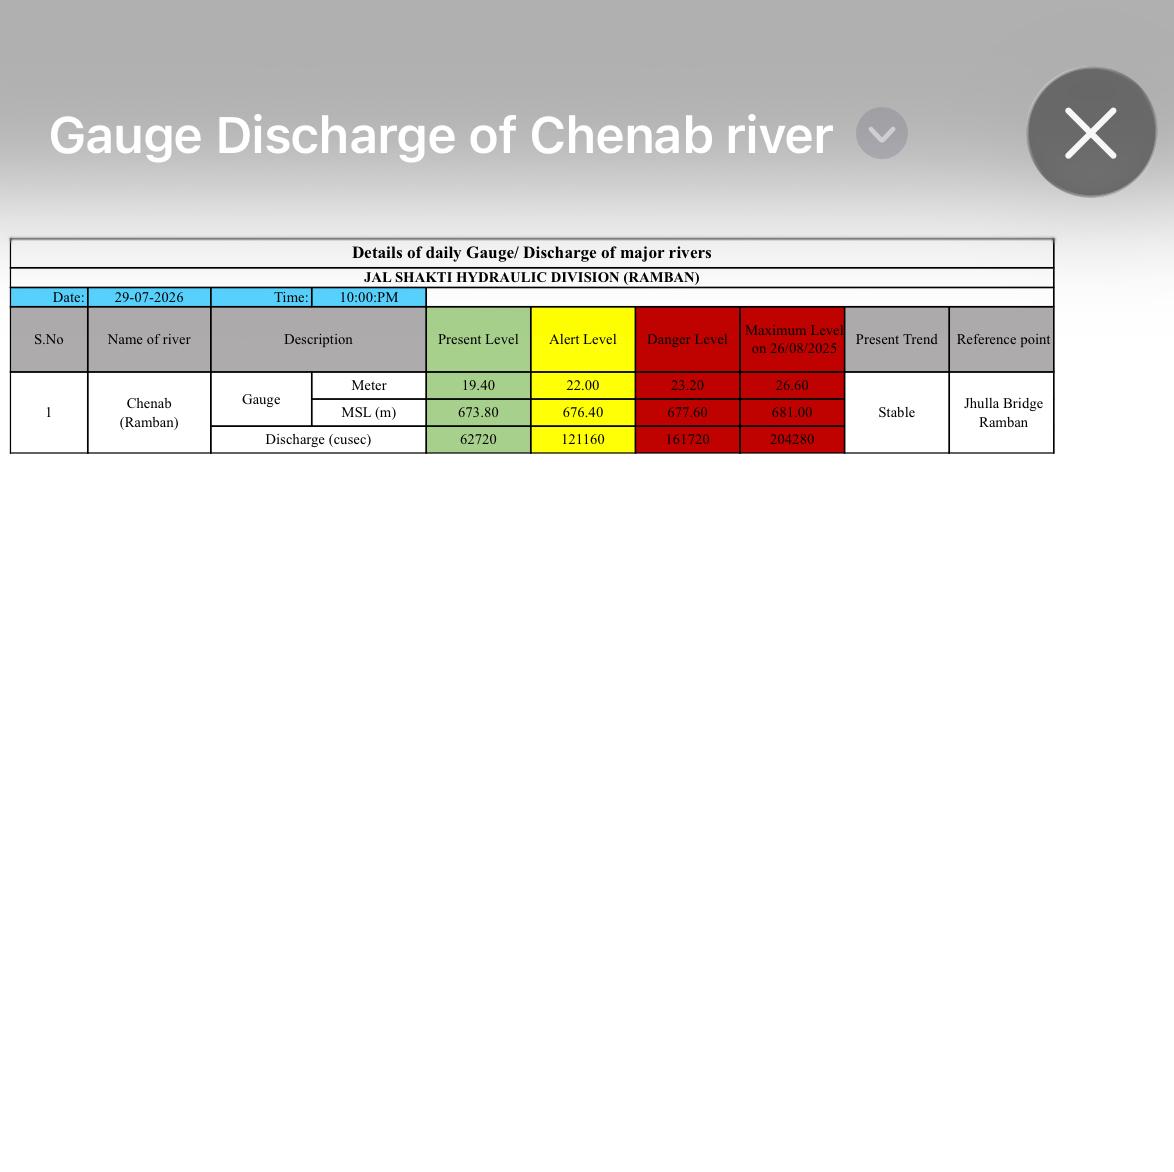 Gauge Discharge of Chenab river
Details of daily Gauge/ Discharge of major rivers
JAL SHAKTI HYDRAULIC DIVISION (RAMBAN)
Date: 29-07-2026 Time: 10:00:PM
S.No Name of river Description Present Level Alert Level Danger Level Maximum Level on 26/08/2025 Present Trend Reference point
1 Chenab (Ramban) Gauge Meter 19.40 22.00 23.20 26.60 Stable Jhulla Bridge Ramban
MSL (m) 673.80 676.40 677.60 681.00
Discharge (cusec) 62720 121160 161720 204280